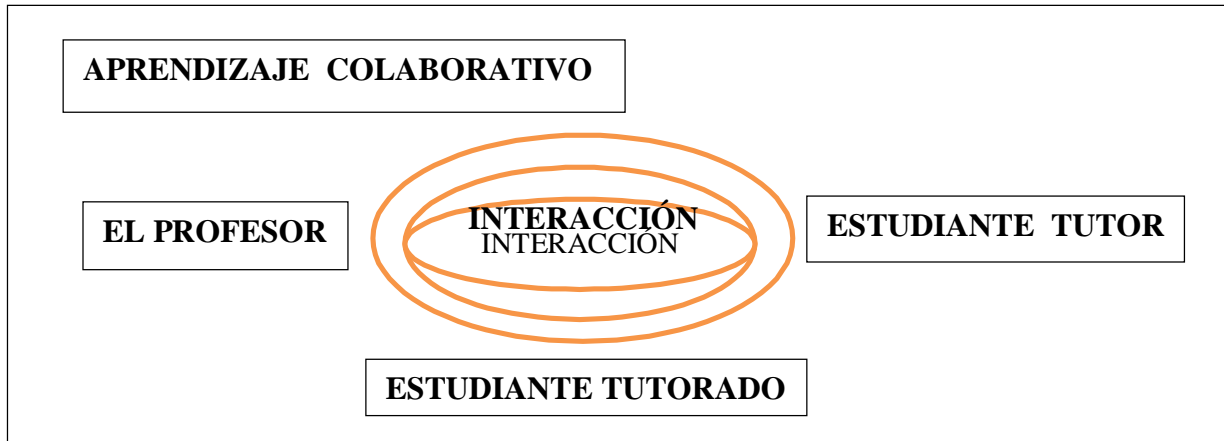 APRENDIZAJE COLABORATIVO
INTERACCIÓN
INTERACCIÓN
EL PROFESOR
ESTUDIANTE TUTOR
ESTUDIANTE TUTORADO